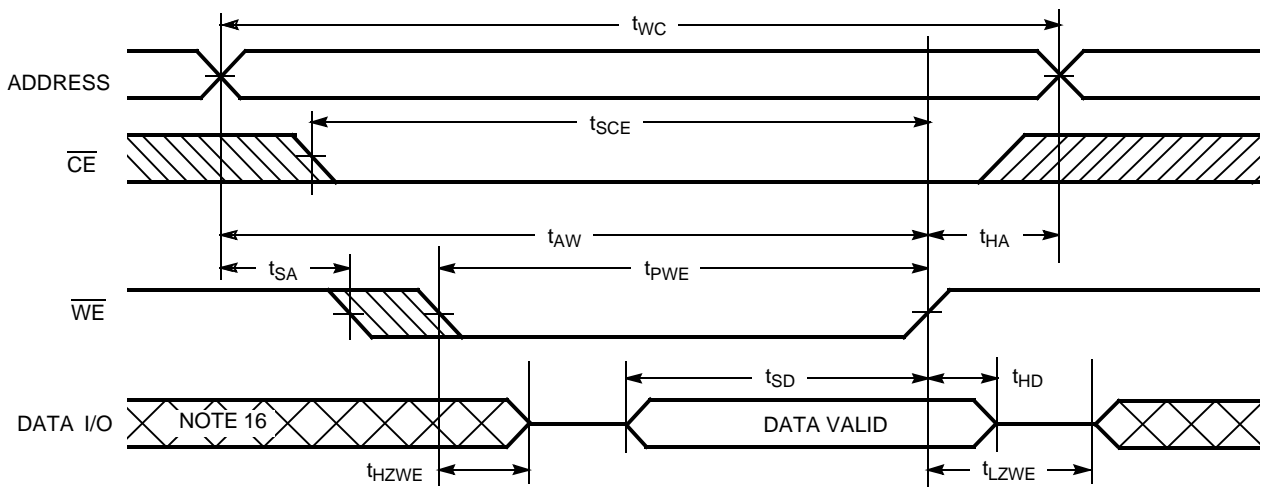 tWC
ADDRESS
tSCE
CE
tAW
tHA
tSA
tPWE
WE
tSD
tHD
DATA I/O
NOTE 16
DATA VALID
tHZWE
tLZWE